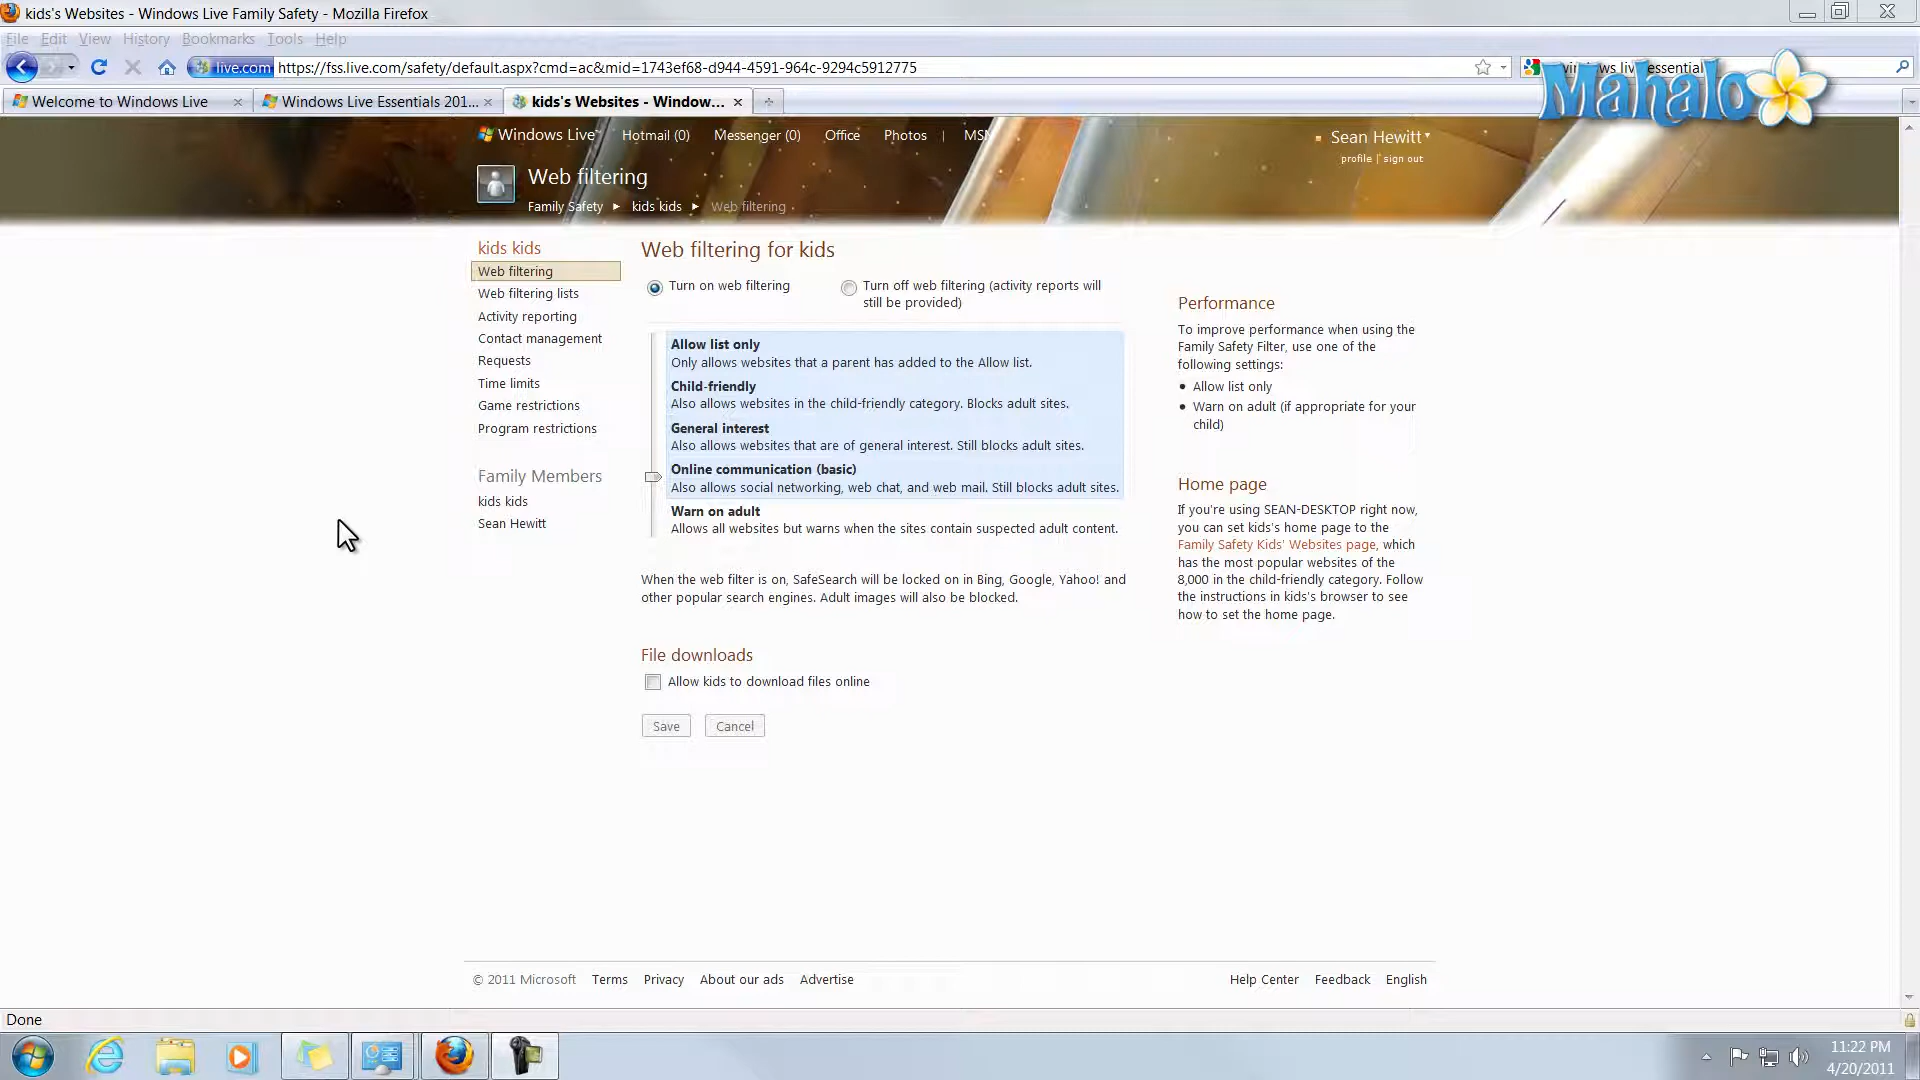 kids's Websites - Windows Live Family Safety - Mozilla Firefox
File Edit View History Bookmarks Tools Help
live.com https://fss.live.com/safety/default.aspx?cmd=ac&mid=1743ef68-d944-4591-964c-9294c5912775
windows live essential
Mahalo
Welcome to Windows Live
Windows Live Essentials 201...
kids's Websites - Window...
Windows Live Hotmail (0) Messenger (0) Office Photos | MSN
Sean Hewitt
profile | sign out
Web filtering
Family Safety kids kids Web filtering
kids kids
Web filtering
Web filtering lists
Activity reporting
Contact management
Requests
Time limits
Game restrictions
Program restrictions
Family Members
kids kids
Sean Hewitt
Web filtering for kids
Turn on web filtering
Turn off web filtering (activity reports will
still be provided)
Allow list only
Only allows websites that a parent has added to the Allow list.
Child-friendly
Also allows websites in the child-friendly category. Blocks adult sites.
General interest
Also allows websites that are of general interest. Still blocks adult sites.
Online communication (basic)
Also allows social networking, web chat, and web mail. Still blocks adult sites.
Warn on adult
Allows all websites but warns when the sites contain suspected adult content.
When the web filter is on, SafeSearch will be locked on in Bing, Google, Yahoo! and
other popular search engines. Adult images will also be blocked.
File downloads
Allow kids to download files online
Save Cancel
Performance
To improve performance when using the
Family Safety Filter, use one of the
following settings:
• Allow list only
• Warn on adult (if appropriate for your
child)
Home page
If you're using SEAN-DESKTOP right now,
you can set kids's home page to the
Family Safety Kids' Websites page, which
has the most popular websites of the
8,000 in the child-friendly category. Follow
the instructions in kids's browser to see
how to set the home page.
© 2011 Microsoft Terms Privacy About our ads Advertise
Help Center Feedback English
Done
11:22 PM
4/20/2011